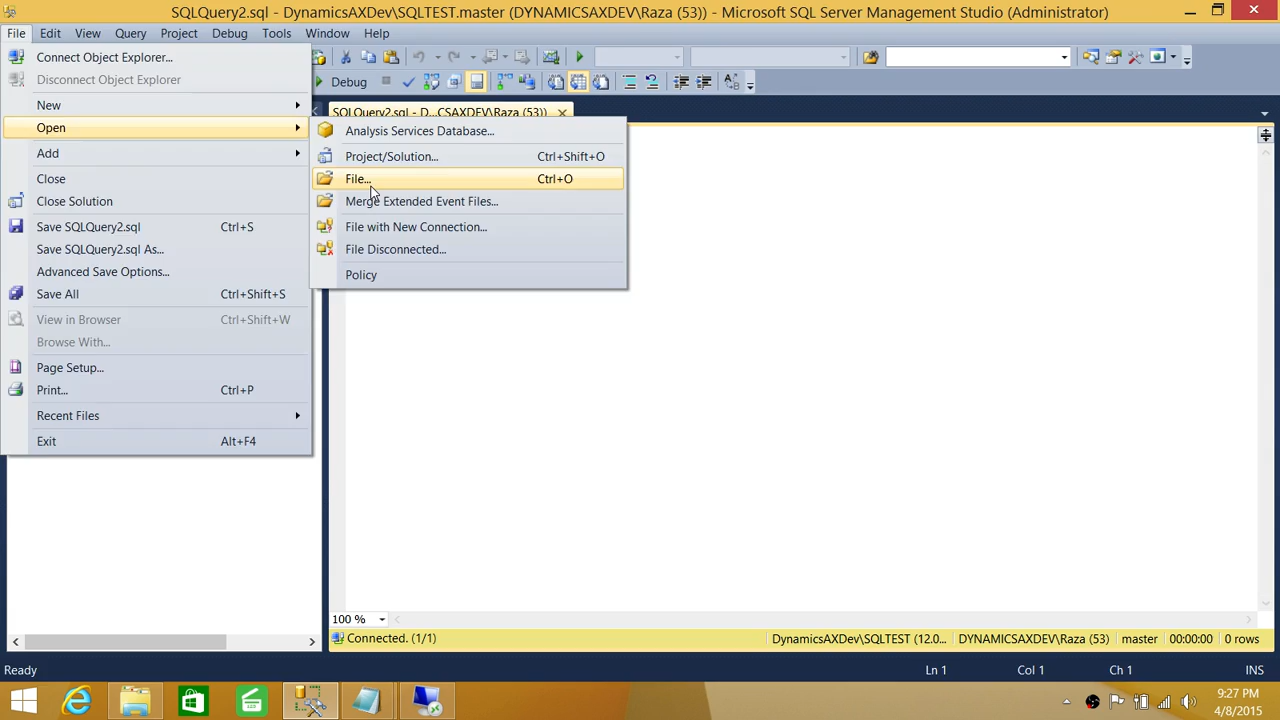 SQLQuery2.sql - DynamicsAXDev\SQLTEST.master (DYNAMICSAXDEV\Raza (53)) - Microsoft SQL Server Management Studio (Administrator)
File Edit View Query Project Debug Tools Window Help
Connect Object Explorer...
Debug
Disconnect Object Explorer
New
SQLQuery2.sql - D...CSAXDEV\Raza (53))
Open
Analysis Services Database...
Add
Project/Solution... Ctrl+Shift+O
Close
File... Ctrl+O
Close Solution
Merge Extended Event Files...
Save SQLQuery2.sql Ctrl+S
File with New Connection...
Save SQLQuery2.sql As...
File Disconnected...
Advanced Save Options...
Policy
Save All Ctrl+Shift+S
View in Browser Ctrl+Shift+W
Browse With...
Page Setup...
Print... Ctrl+P
Recent Files
Exit Alt+F4
100 %
Connected. (1/1) DynamicsAXDev\SQLTEST (12.0... DYNAMICSAXDEV\Raza (53) master 00:00:00 0 rows
Ready Ln 1 Col 1 Ch 1 INS
9:27 PM
4/8/2015